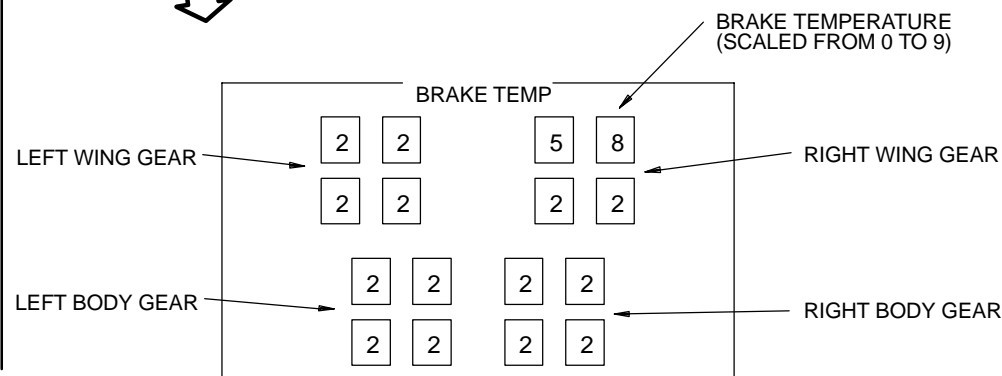 BRAKE TEMPERATURE
(SCALED FROM 0 TO 9)
BRAKE TEMP
2 2 5 8
LEFT WING GEAR
RIGHT WING GEAR
2 2 2 2
2 2 2 2
LEFT BODY GEAR
RIGHT BODY GEAR
2 2 2 2